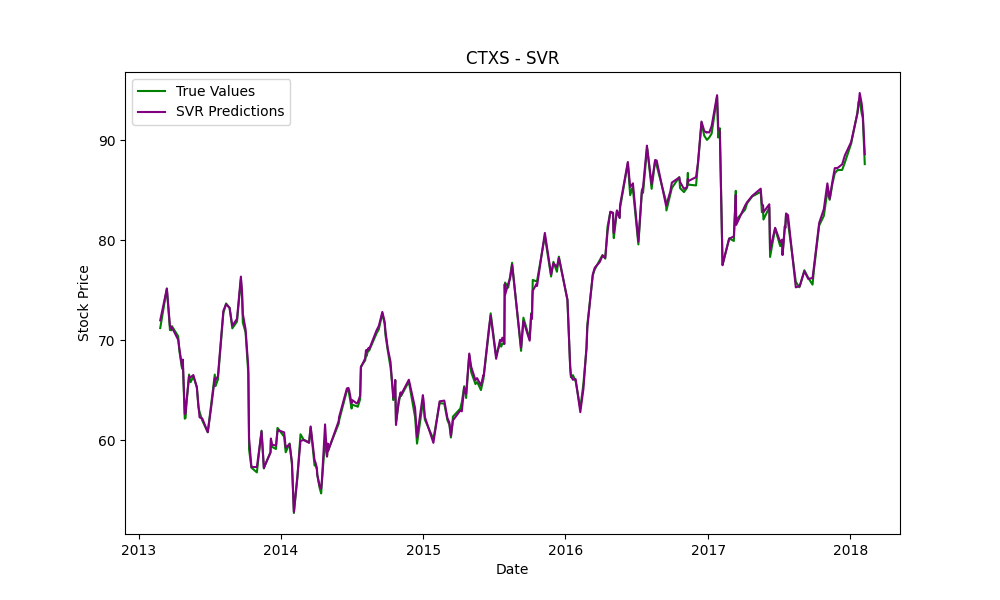 CTXS - SVR
True Values
SVR Predictions
90
80
70
60
Stock Price
2013 2014 2015 2016 2017 2018
Date